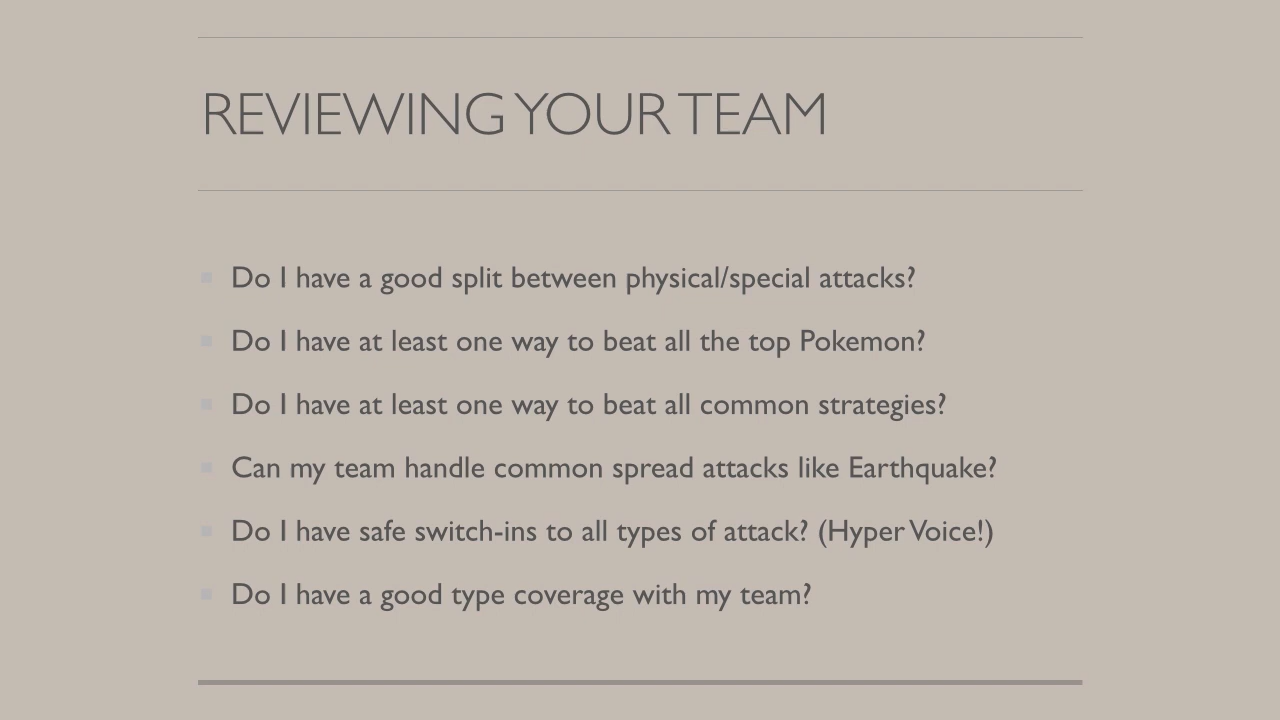 REVIEWING YOUR TEAM
Do I have a good split between physical/special attacks?
Do I have at least one way to beat all the top Pokemon?
Do I have at least one way to beat all common strategies?
Can my team handle common spread attacks like Earthquake?
Do I have safe switch-ins to all types of attack? (Hyper Voice!)
Do I have a good type coverage with my team?